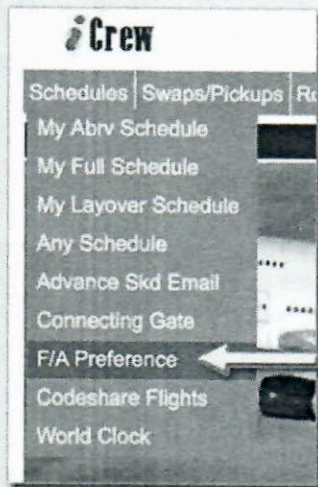 iCrew
Schedules Swaps/Pickups
My Abrv Schedule
My Full Schedule
My Layover Schedule
Any Schedule
Advance Skd Email
Connecting Gate
F/A Preference
Codeshare Flights
World Clock